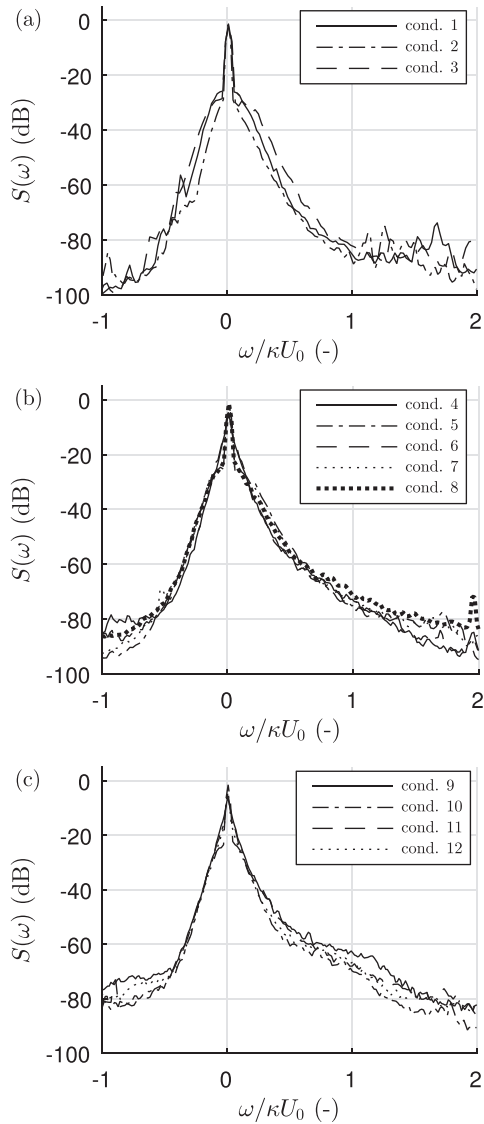 (a)
0
-20
-40
-60
-80
-100
S(ω) (dB)
cond. 1
cond. 2
cond. 3
-1
0
1
2
ω/κU₀ (-)
(b)
0
-20
-40
-60
-80
-100
S(ω) (dB)
cond. 4
cond. 5
cond. 6
cond. 7
cond. 8
-1
0
1
2
ω/κU₀ (-)
(c)
0
-20
-40
-60
-80
-100
S(ω) (dB)
cond. 9
cond. 10
cond. 11
cond. 12
-1
0
1
2
ω/κU₀ (-)